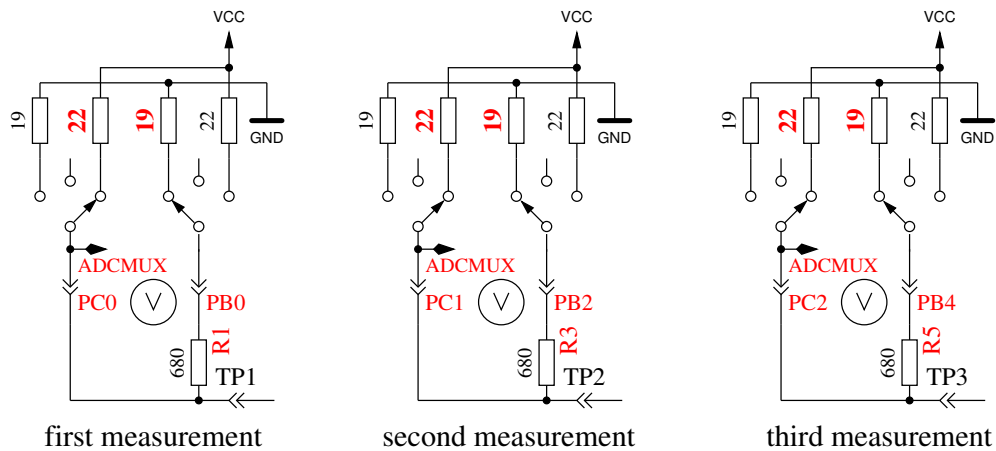 VCC
19
22
19
22
GND
ADCMUX
PC0
V
PB0
R1
680
TP1
first measurement
VCC
19
22
19
22
GND
ADCMUX
PC1
V
PB2
R3
680
TP2
second measurement
VCC
19
22
19
22
GND
ADCMUX
PC2
V
PB4
R5
680
TP3
third measurement